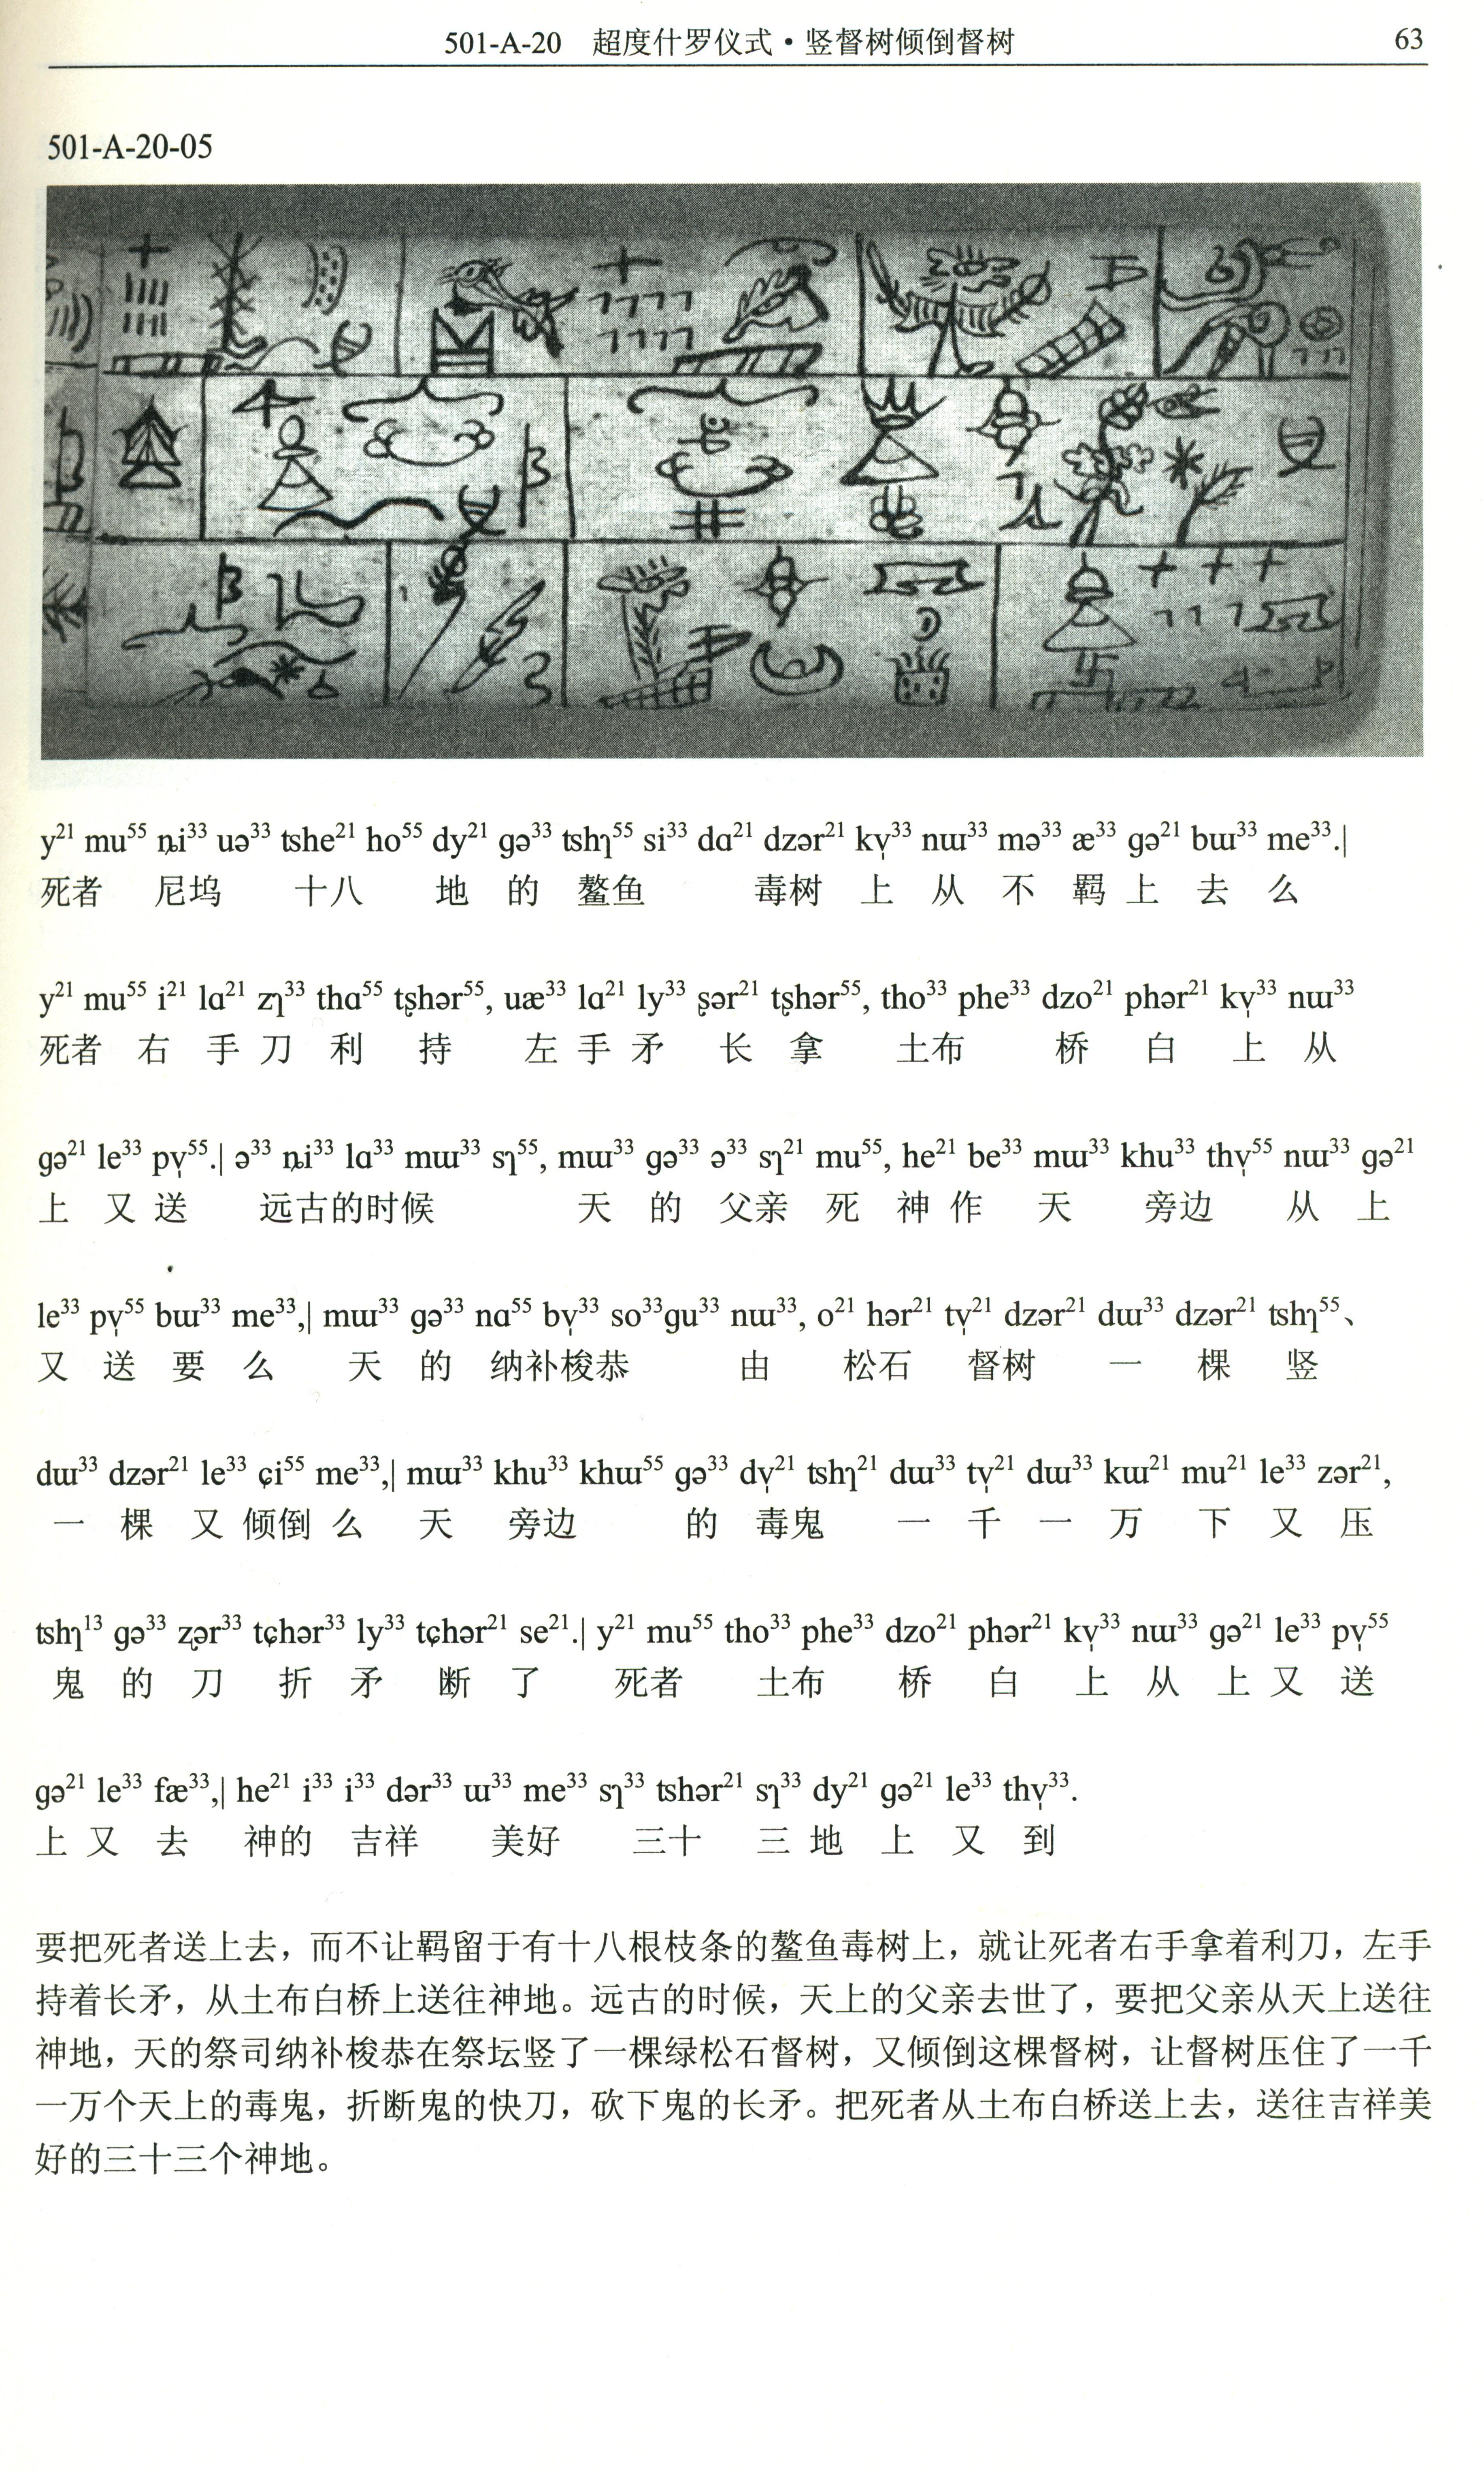 501-A-20 超度什罗仪式·竖督树倾倒督树 63
501-A-20-05
y²¹ mu⁵⁵ ȵi³³ uə³³ tshe²¹ ho⁵⁵ dy²¹ gə³³ tshɿ⁵⁵ si³³ dɑ²¹ dzər²¹ kv̩³³ nɯ³³ mə³³ æ³³ gə²¹ bɯ³³ me³³.|
死者 尼坞 十八 地 的 鳌鱼 毒树 上 从 不 羁 上 去 么
y²¹ mu⁵⁵ i²¹ lɑ²¹ zɿ³³ thɑ⁵⁵ tʂhər⁵⁵, uæ³³ lɑ²¹ ly³³ ʂər²¹ tʂhər⁵⁵, tho³³ phe³³ dzo²¹ phər²¹ kv̩³³ nɯ³³
死者 右 手 刀 利 持 左 手 矛 长 拿 土布 桥 白 上 从
gə²¹ le³³ pv̩⁵⁵.| ə³³ ȵi³³ lɑ³³ mɯ³³ sɿ⁵⁵, mɯ³³ gə³³ ə³³ sɿ²¹ mu⁵⁵, he²¹ be³³ mɯ³³ khu³³ thv̩⁵⁵ nɯ³³ gə²¹
上 又 送 远古的时候 天 的 父亲 死 神 作 天 旁边 从 上
le³³ pv̩⁵⁵ bɯ³³ me³³,| mɯ³³ gə³³ nɑ⁵⁵ bv̩³³ so³³gu³³ nɯ³³, o²¹ hər²¹ tv̩²¹ dzər²¹ dɯ³³ dzər²¹ tshɿ⁵⁵、
又 送 要 么 天 的 纳补梭恭 由 松石 督树 一 棵 竖
dɯ³³ dzər²¹ le³³ ɕi⁵⁵ me³³,| mɯ³³ khu³³ khɯ⁵⁵ gə³³ dv̩²¹ tshɿ²¹ dɯ³³ tv̩²¹ dɯ³³ kɯ²¹ mu²¹ le³³ zər²¹,
一 棵 又 倾倒 么 天 旁边 的 毒鬼 一 千 一 万 下 又 压
tshɿ¹³ gə³³ ʐər³³ tɕhər³³ ly³³ tɕhər²¹ se²¹.| y²¹ mu⁵⁵ tho³³ phe³³ dzo²¹ phər²¹ kv̩³³ nɯ³³ gə²¹ le³³ pv̩⁵⁵
鬼 的 刀 折 矛 断 了 死者 土布 桥 白 上 从 上 又 送
gə²¹ le³³ fæ³³,| he²¹ i³³ i³³ dər³³ ɯ³³ me³³ sɿ³³ tshər²¹ sɿ³³ dy²¹ gə²¹ le³³ thv̩³³.
上 又 去 神的 吉祥 美好 三十 三 地 上 又 到
要把死者送上去，而不让羁留于有十八根枝条的鳌鱼毒树上，就让死者右手拿着利刀，左手
持着长矛，从土布白桥上送往神地。远古的时候，天上的父亲去世了，要把父亲从天上送往
神地，天的祭司纳补梭恭在祭坛竖了一棵绿松石督树，又倾倒这棵督树，让督树压住了一千
一万个天上的毒鬼，折断鬼的快刀，砍下鬼的长矛。把死者从土布白桥送上去，送往吉祥美
好的三十三个神地。